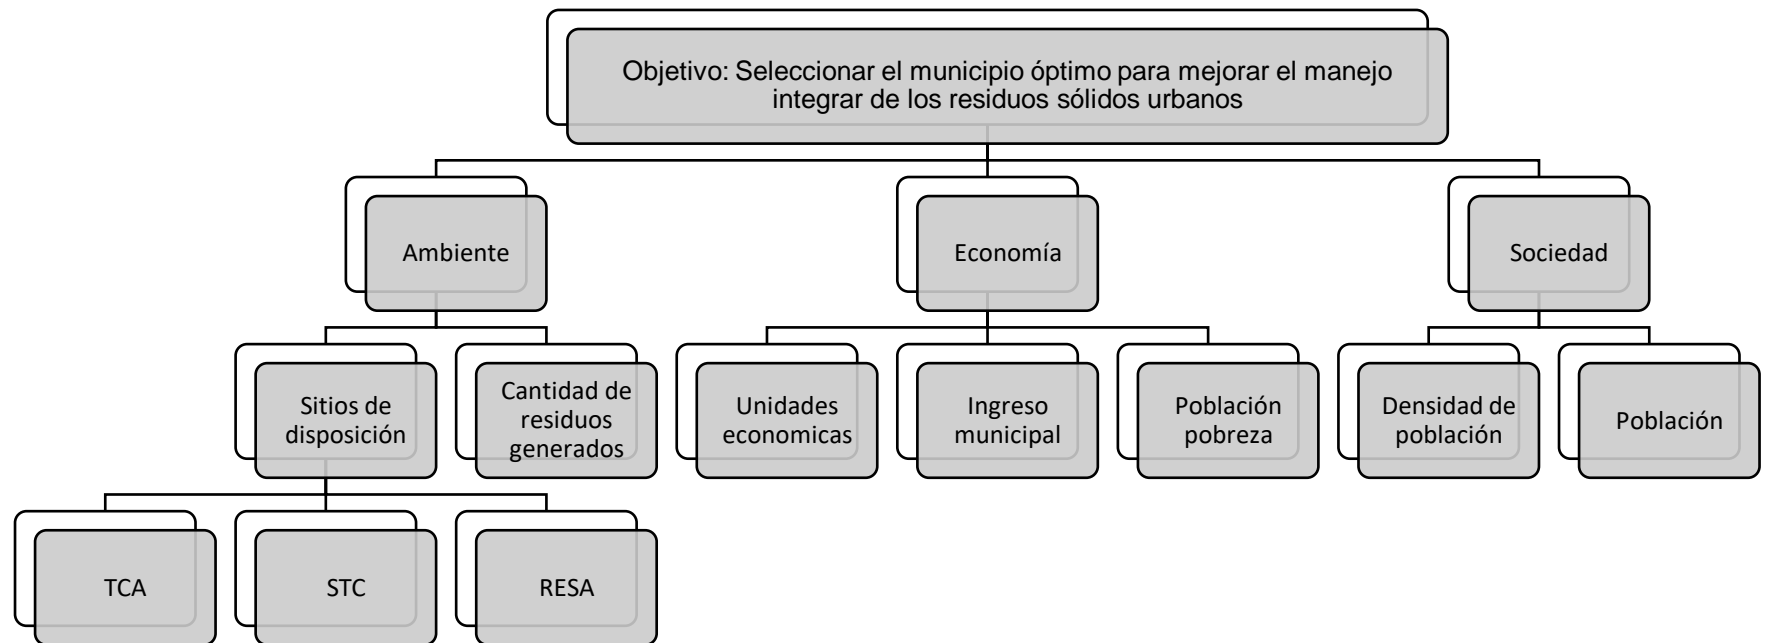 Objetivo: Seleccionar el municipio óptimo para mejorar el manejo
integrar de los residuos sólidos urbanos
Ambiente
Economía
Sociedad
Sitios de
disposición
Cantidad de
residuos
generados
Unidades
economicas
Ingreso
municipal
Población
pobreza
Densidad de
población
Población
TCA
STC
RESA